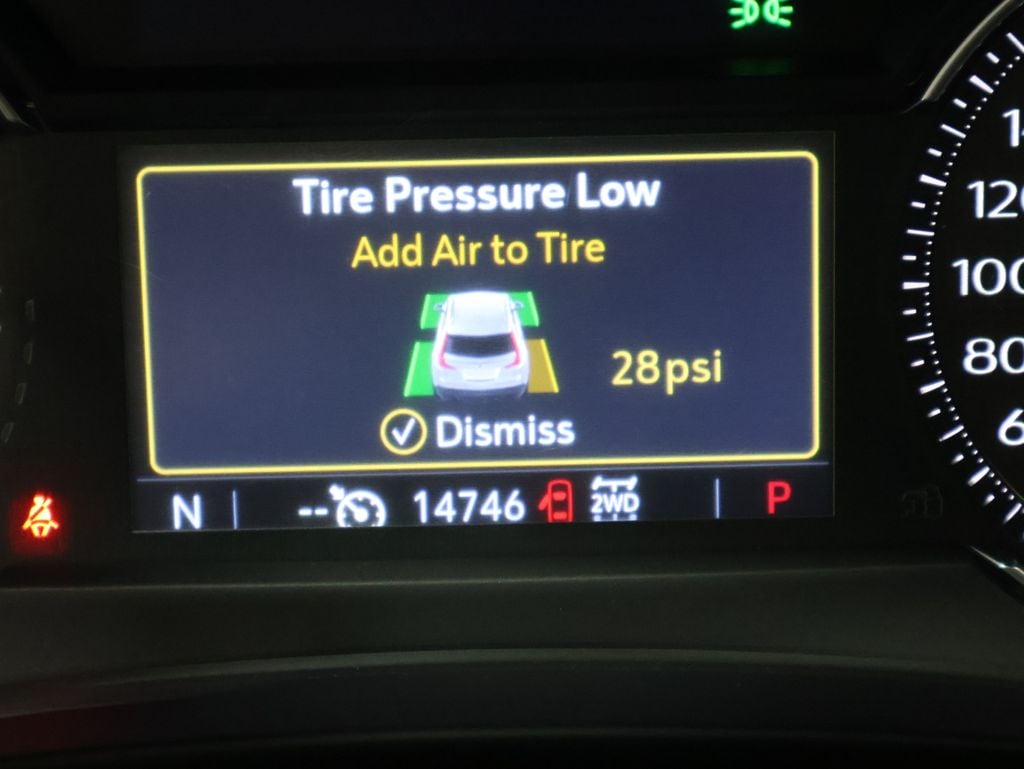 Tire Pressure Low
Add Air to Tire
28psi
Dismiss
N -- 14746 2WD P
120
100
80